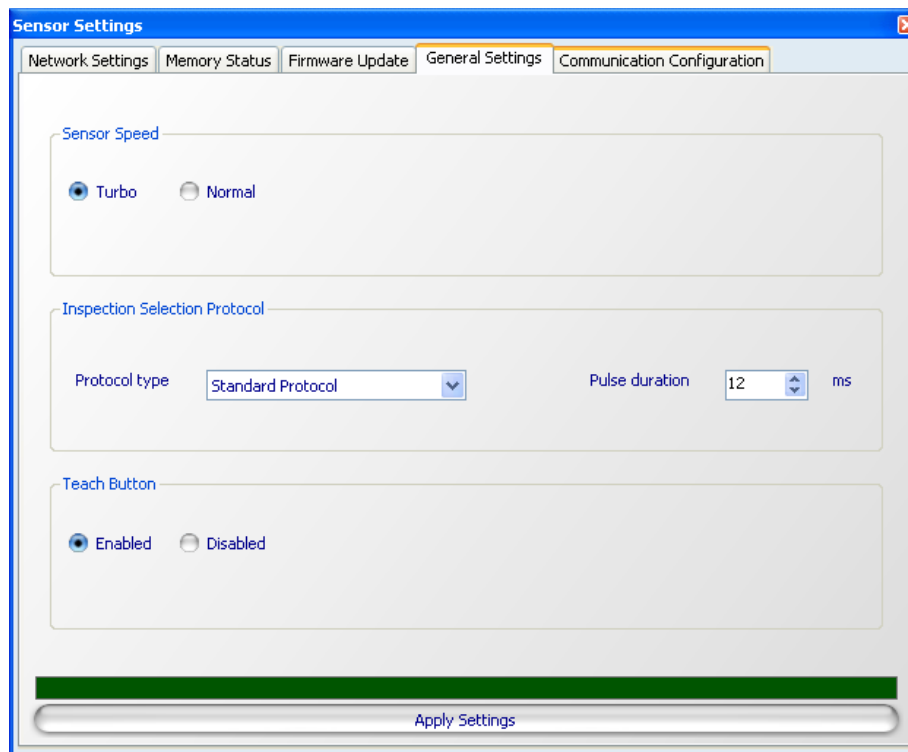 Sensor Settings
Network Settings Memory Status Firmware Update General Settings Communication Configuration
Sensor Speed
Turbo Normal
Inspection Selection Protocol
Protocol type Standard Protocol Pulse duration 12 ms
Teach Button
Enabled Disabled
Apply Settings